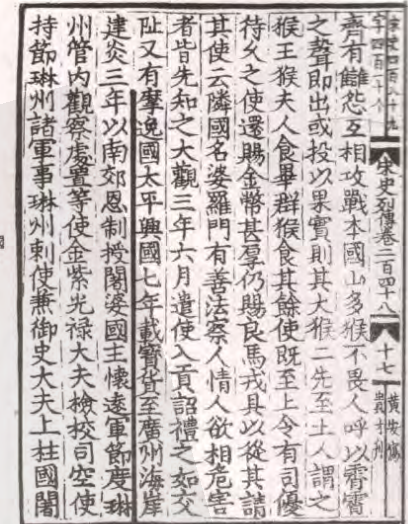 宋史列傳卷二百四十八
十七
齊有讎怨互相攻戰本國山多猴不畏人呼以霄霄
之聲即出或投以果實則其大猴二先至土人謂之
猴王猴夫人食畢群猴食其餘使既至上令有司優
待久之使還賜金幣甚厚仍賜良馬戎具以從其請
其使云隣國名婆羅門有善法察人情人欲相危害
者皆先知之大觀三年六月遣使入貢詔禮之如交
阯又有摩逸國太平興國七年載寶貨至廣州海岸
建炎三年以南郊恩制授闍婆國主懷遠軍節度琳
州管內觀察處置等使金紫光禄大夫檢校司空使
持節琳州諸軍事琳州刺使兼御史大夫上柱國闍